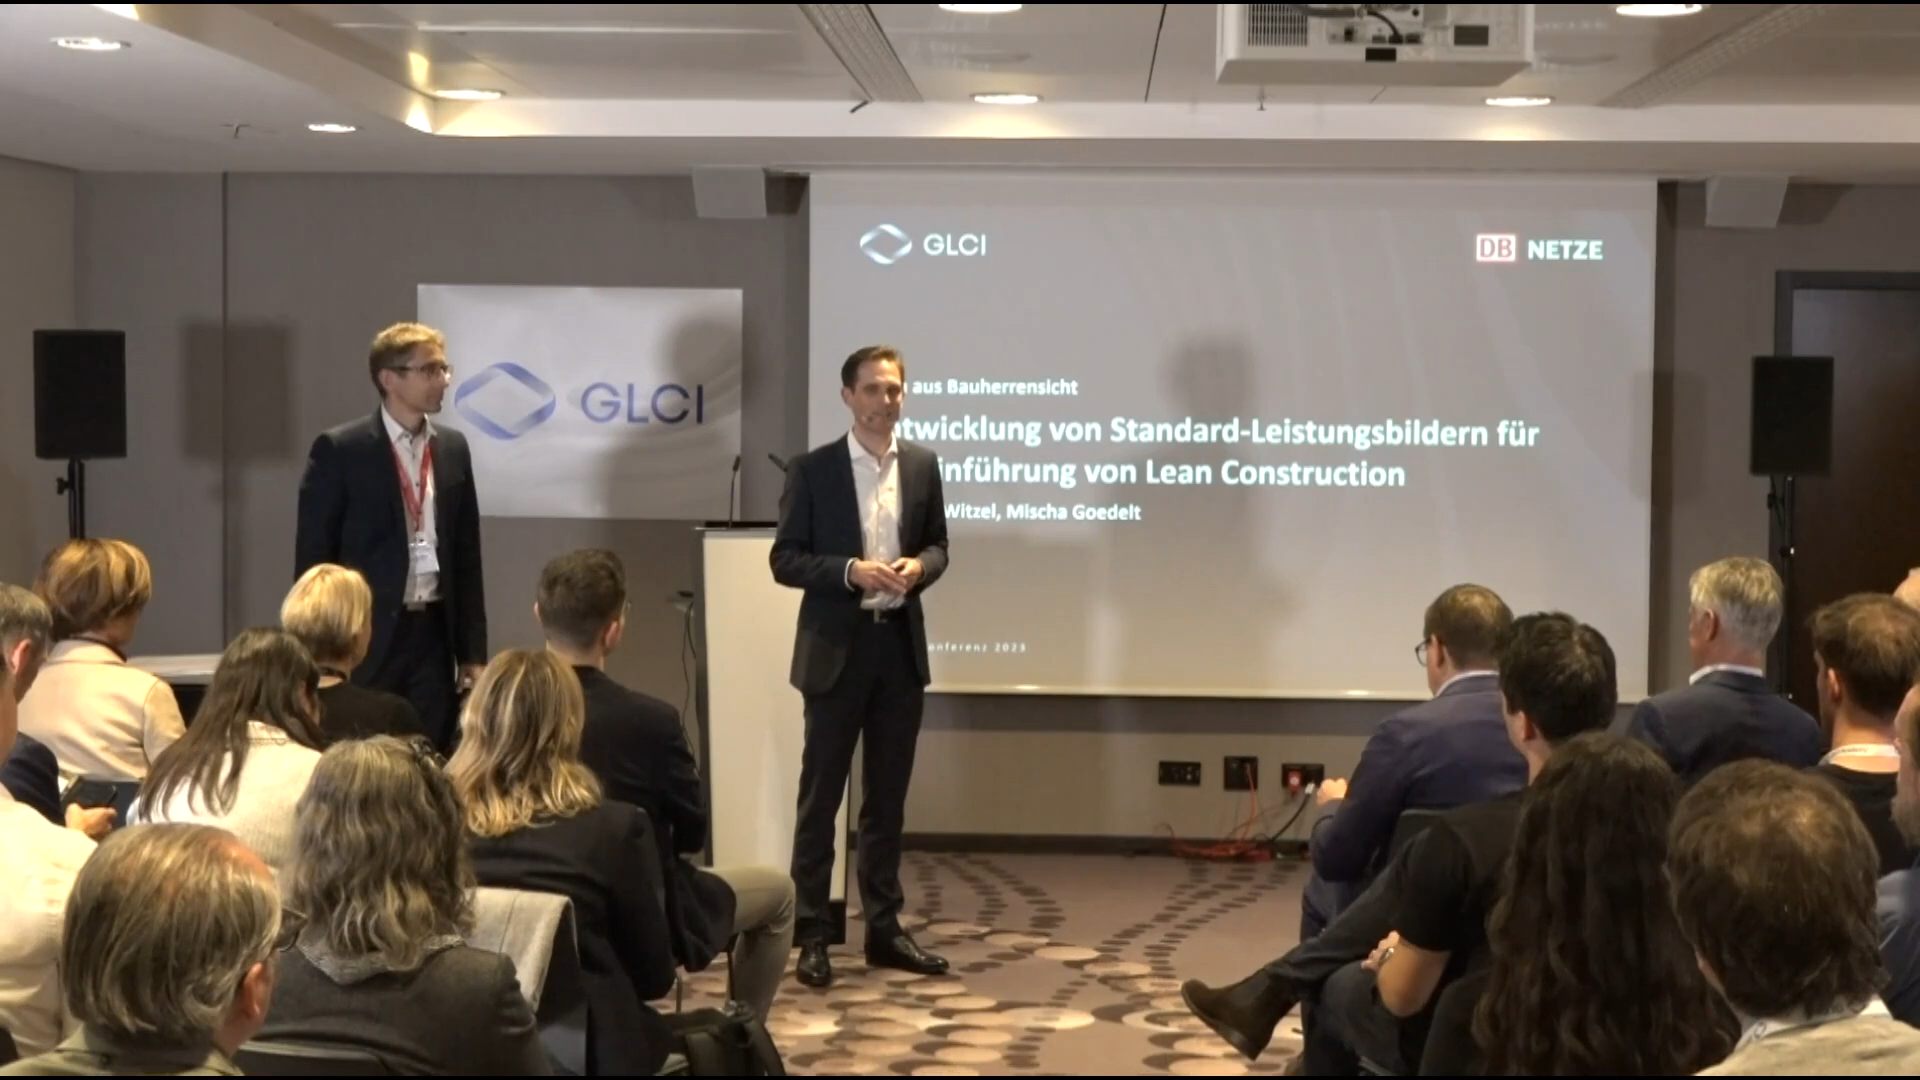 GLCI
DB NETZE
GLCI
aus Bauherrensicht
twicklung von Standard-Leistungsbildern für
inführung von Lean Construction
Witzel, Mischa Goedelt
onferenz 2023